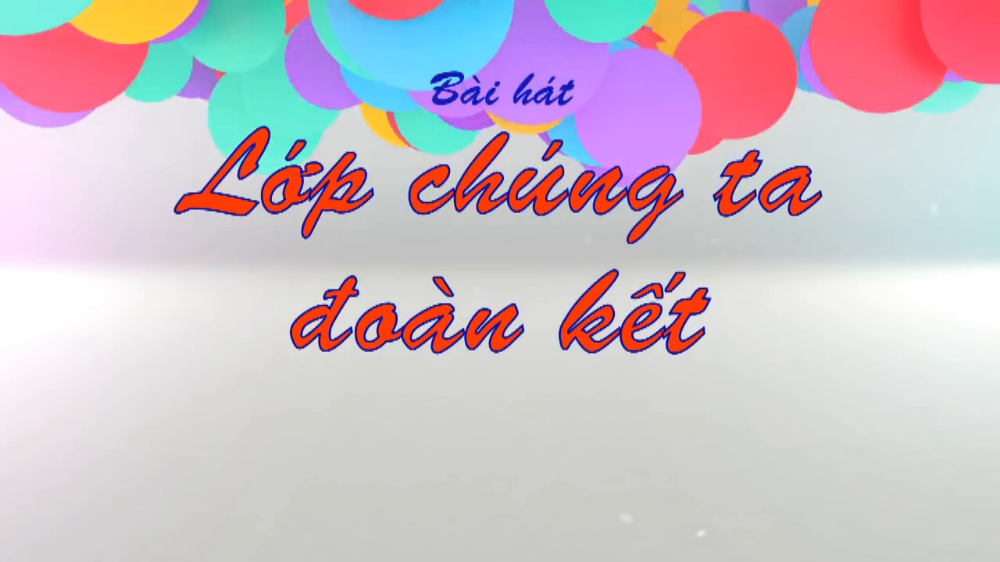 Bài hát
Lớp chúng ta
đoàn kết